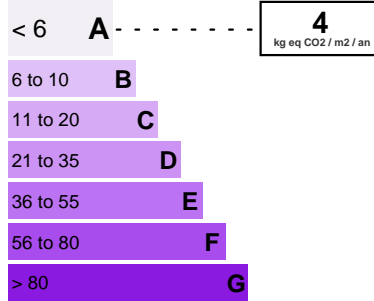 < 6 A - - - - - - - - 4
kg eq CO2 / m2 / an
6 to 10 B
11 to 20 C
21 to 35 D
36 to 55 E
56 to 80 F
> 80 G